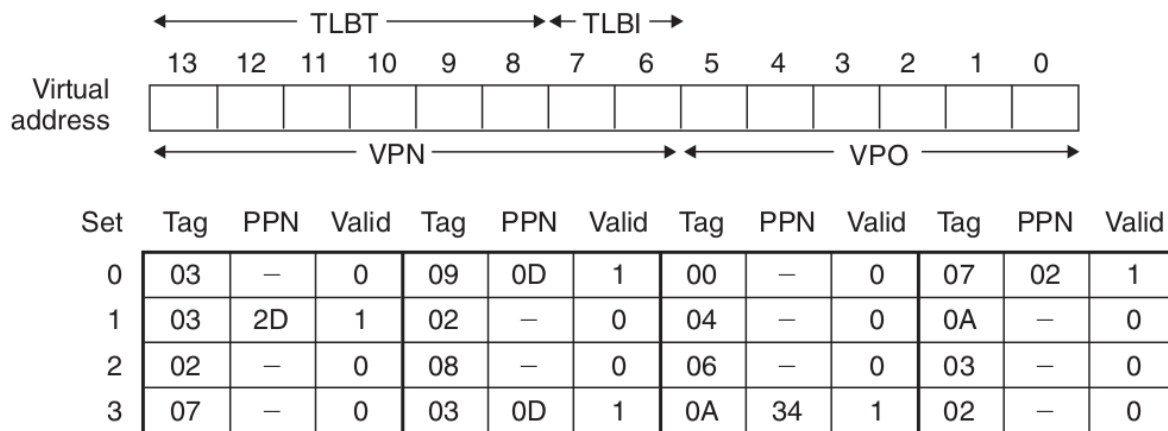 TLBT TLBI
13 12 11 10 9 8 7 6 5 4 3 2 1 0
Virtual
address
VPN VPO
Set Tag PPN Valid Tag PPN Valid Tag PPN Valid Tag PPN Valid
0 03 – 0 09 0D 1 00 – 0 07 02 1
1 03 2D 1 02 – 0 04 – 0 0A – 0
2 02 – 0 08 – 0 06 – 0 03 – 0
3 07 – 0 03 0D 1 0A 34 1 02 – 0